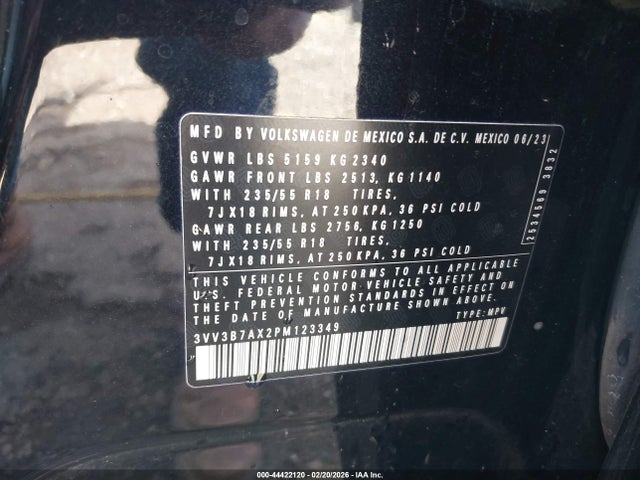 MFD BY VOLKSWAGEN DE MEXICO S.A. DE C.V. MEXICO 06/23
GVWR LBS 5159 KG 2340
GAWR FRONT LBS 2513, KG 1140
WITH 235/55 R18 TIRES,
7JX18 RIMS, AT 250 KPA, 36 PSI COLD
GAWR REAR LBS 2756, KG 1250
WITH 235/55 R18 TIRES,
7JX18 RIMS, AT 250 KPA, 36 PSI COLD
THIS VEHICLE CONFORMS TO ALL APPLICABLE
U.S. FEDERAL MOTOR VEHICLE SAFETY AND
THEFT PREVENTION STANDARDS IN EFFECT ON
THE DATE OF MANUFACTURE SHOWN ABOVE.
3VV3B7AX2PM123349 TYPE: MPV
2534569 3832
000-44422120 - 02/20/2026 - IAA Inc.